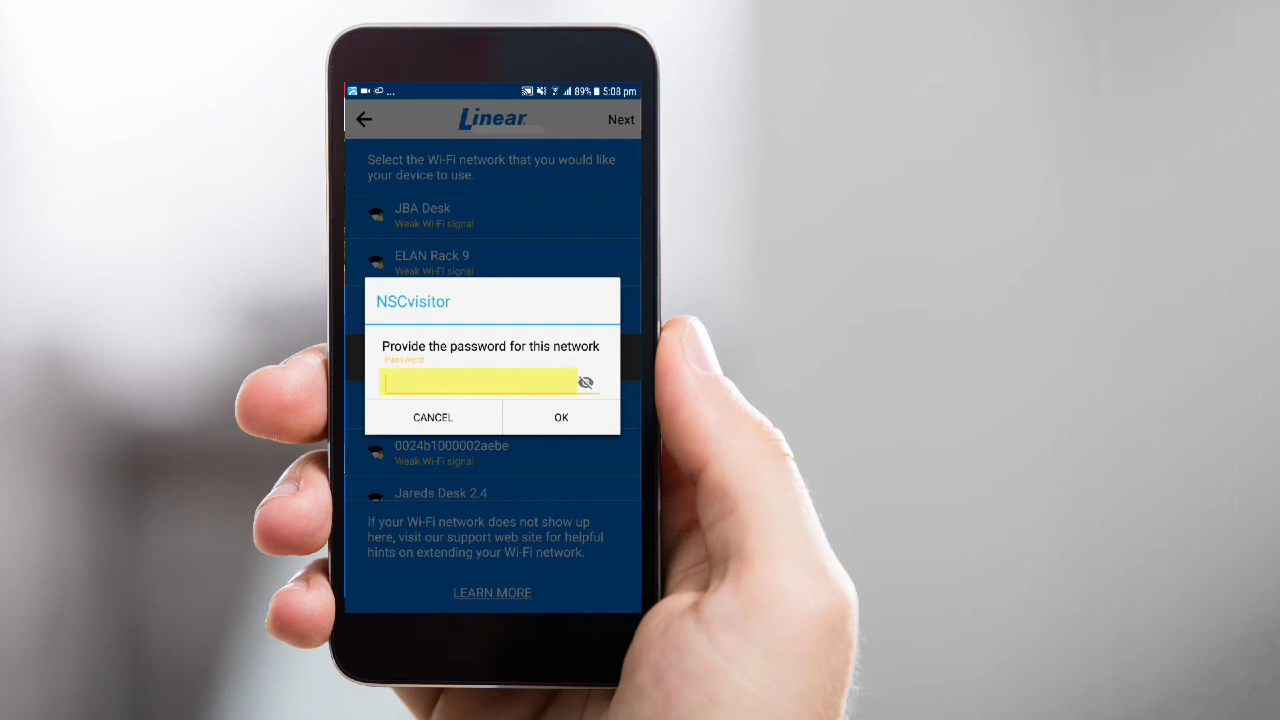 ... 89% 5:08 pm
Linear
Next
Select the Wi-Fi network that you would like
your device to use.
JBA Desk
Weak Wi-Fi signal
ELAN Rack 9
Weak Wi-Fi signal
NSCvisitor
Provide the password for this network
Password
CANCEL OK
0024b1000002aebe
Weak Wi-Fi signal
Jareds Desk 2.4
If your Wi-Fi network does not show up
here, visit our support web site for helpful
hints on extending your Wi-Fi network.
LEARN MORE